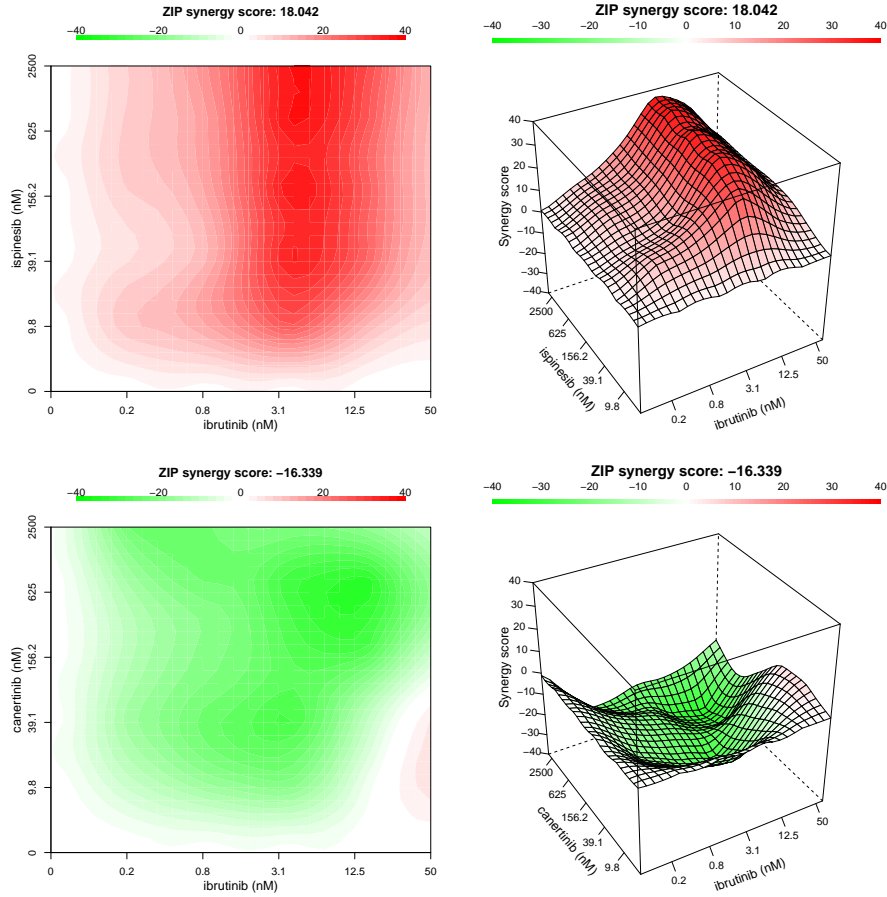 ZIP synergy score: 18.042
−40 −20 0 20 40
2500
625
156.2
39.1
9.8
0
ispinesib (nM)
0 0.2 0.8 3.1 12.5 50
ibrutinib (nM)
ZIP synergy score: 18.042
−40 −30 −20 −10 0 10 20 30 40
40
30
20
10
0
−10
−20
−30
−40
Synergy score
2500
625
156.2
39.1
9.8
ispinesib (nM)
0.2 0.8 3.1 12.5 50
ibrutinib (nM)
ZIP synergy score: −16.339
−40 −20 0 20 40
2500
625
156.2
39.1
9.8
0
canertinib (nM)
0 0.2 0.8 3.1 12.5 50
ibrutinib (nM)
ZIP synergy score: −16.339
−40 −30 −20 −10 0 10 20 30 40
40
30
20
10
0
−10
−20
−30
−40
Synergy score
2500
625
156.2
39.1
9.8
canertinib (nM)
0.2 0.8 3.1 12.5 50
ibrutinib (nM)